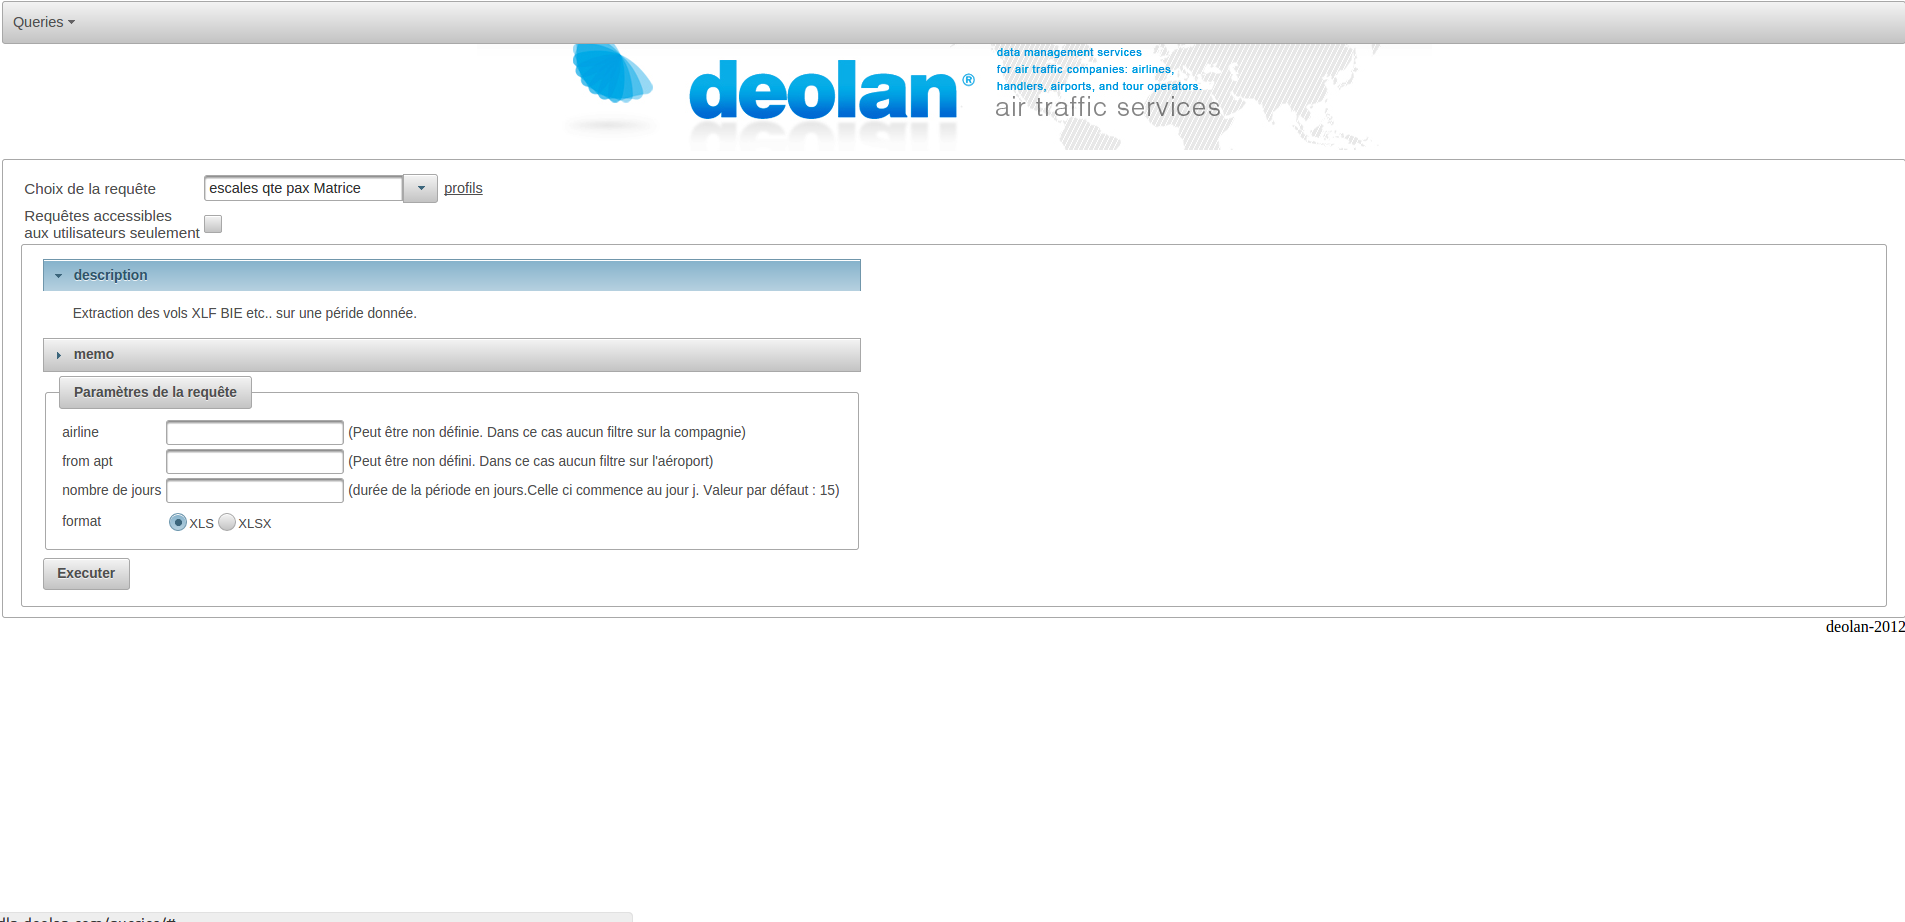 Queries
deolan®
data management services
for air traffic companies: airlines,
handlers, airports, and tour operators.
air traffic services
Choix de la requête
escales qte pax Matrice
profils
Requêtes accessibles
aux utilisateurs seulement
description
Extraction des vols XLF BIE etc.. sur une péride donnée.
memo
Paramètres de la requête
airline (Peut être non définie. Dans ce cas aucun filtre sur la compagnie)
from apt (Peut être non défini. Dans ce cas aucun filtre sur l'aéroport)
nombre de jours (durée de la période en jours.Celle ci commence au jour j. Valeur par défaut : 15)
format XLS XLSX
Executer
deolan-2012